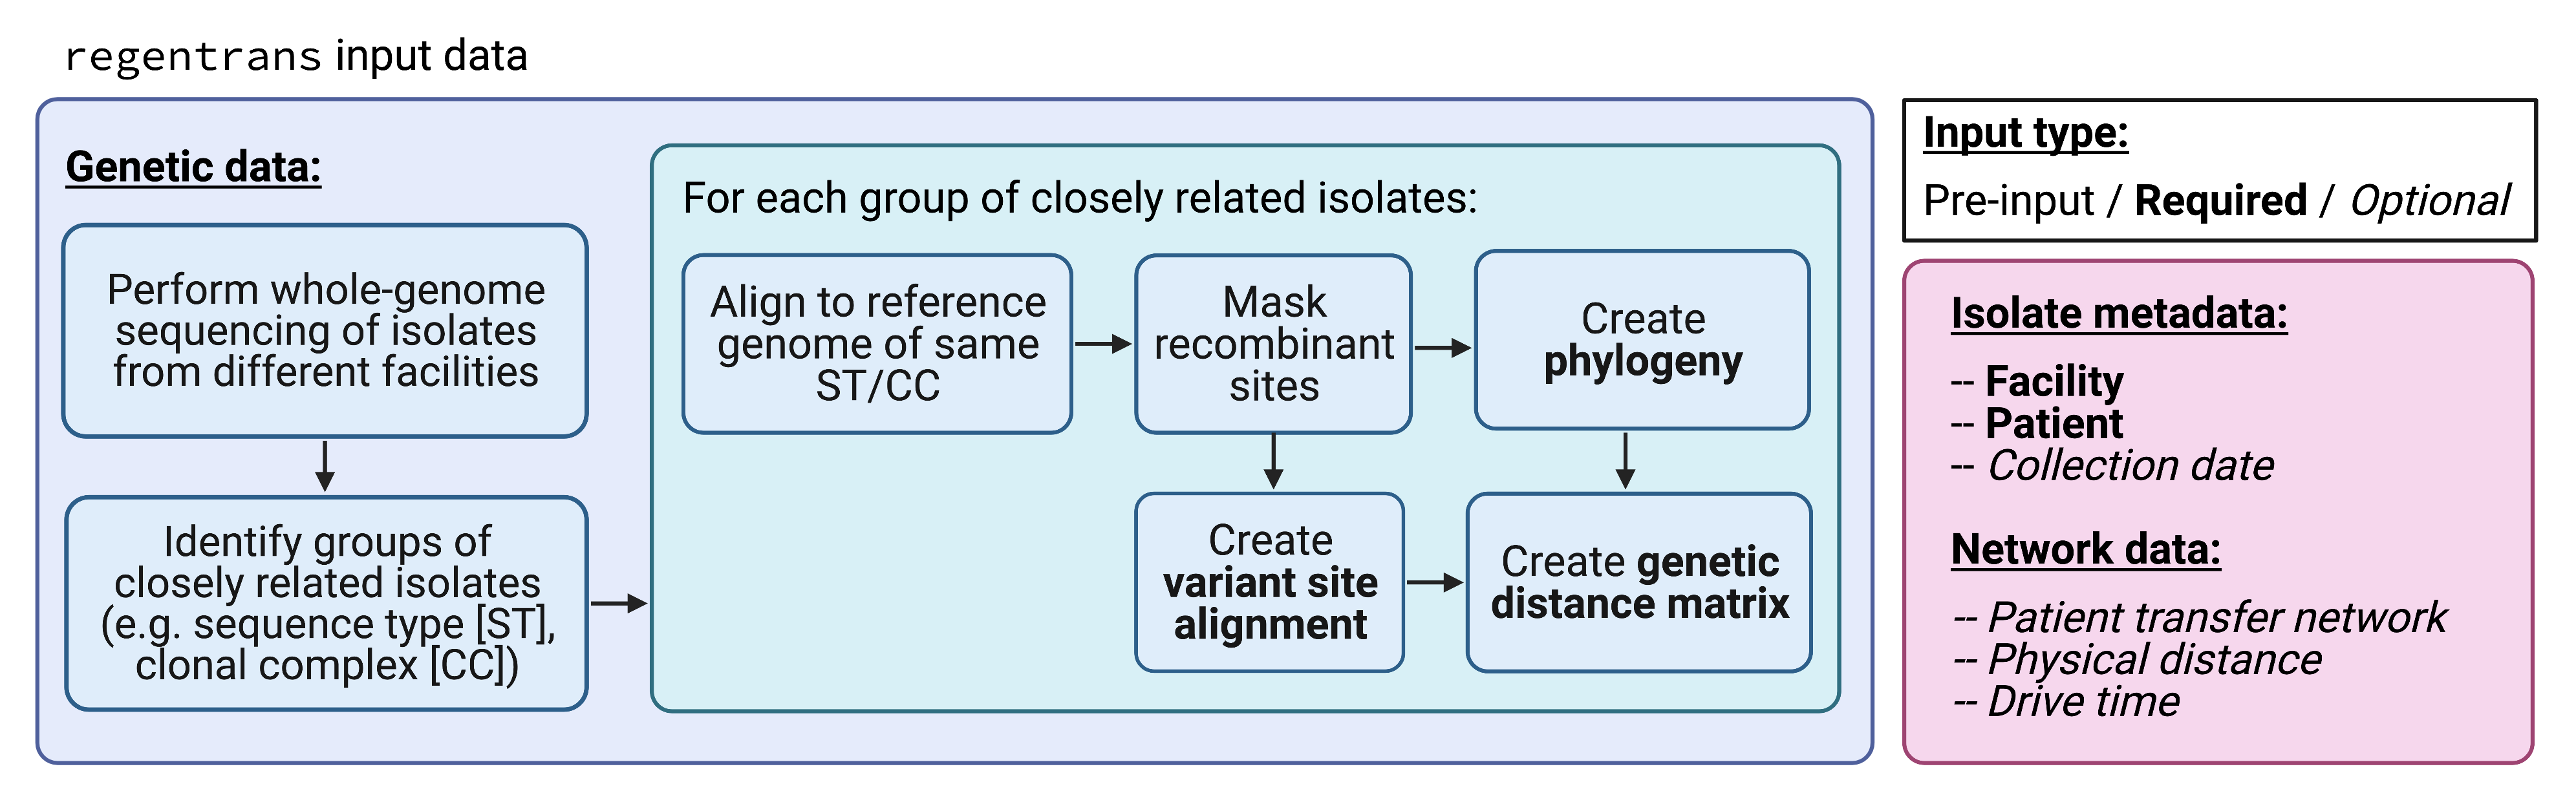 regentrans input data
Genetic data:
Perform whole-genome
sequencing of isolates
from different facilities
Identify groups of
closely related isolates
(e.g. sequence type [ST],
clonal complex [CC])
For each group of closely related isolates:
Align to reference
genome of same
ST/CC
Mask
recombinant
sites
Create
phylogeny
Create
variant site
alignment
Create genetic
distance matrix
Input type:
Pre-input / Required / Optional
Isolate metadata:
-- Facility
-- Patient
-- Collection date
Network data:
-- Patient transfer network
-- Physical distance
-- Drive time